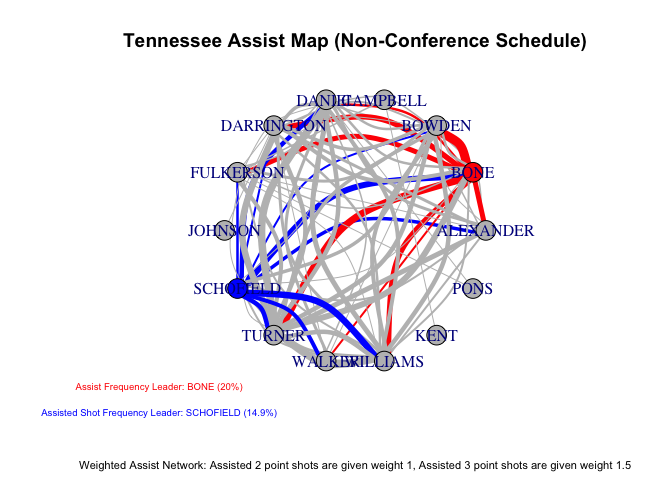 Tennessee Assist Map (Non-Conference Schedule)
DANIEL CAMPBELL
DARRINGTON BOWDEN
FULKERSON BONE
JOHNSON ALEXANDER
SCHOFIELD PONS
TURNER KENT
WALKER WILLIAMS
Assist Frequency Leader: BONE (20%)
Assisted Shot Frequency Leader: SCHOFIELD (14.9%)
Weighted Assist Network: Assisted 2 point shots are given weight 1, Assisted 3 point shots are given weight 1.5